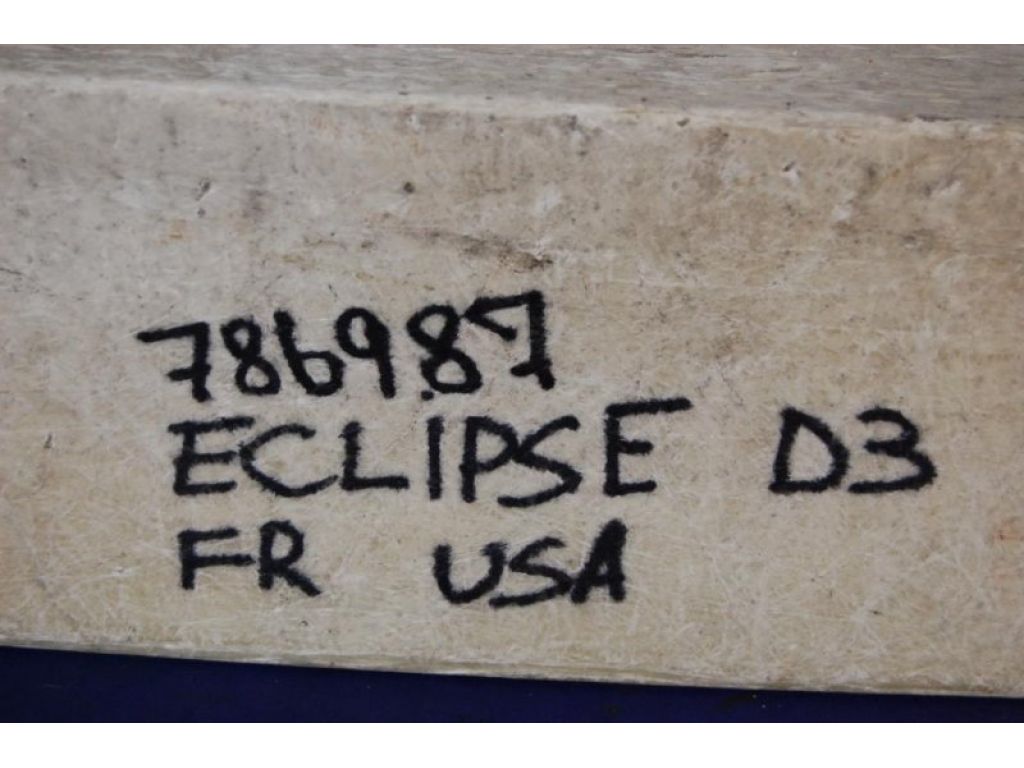 786987
ECLIPSE D3
FR USA